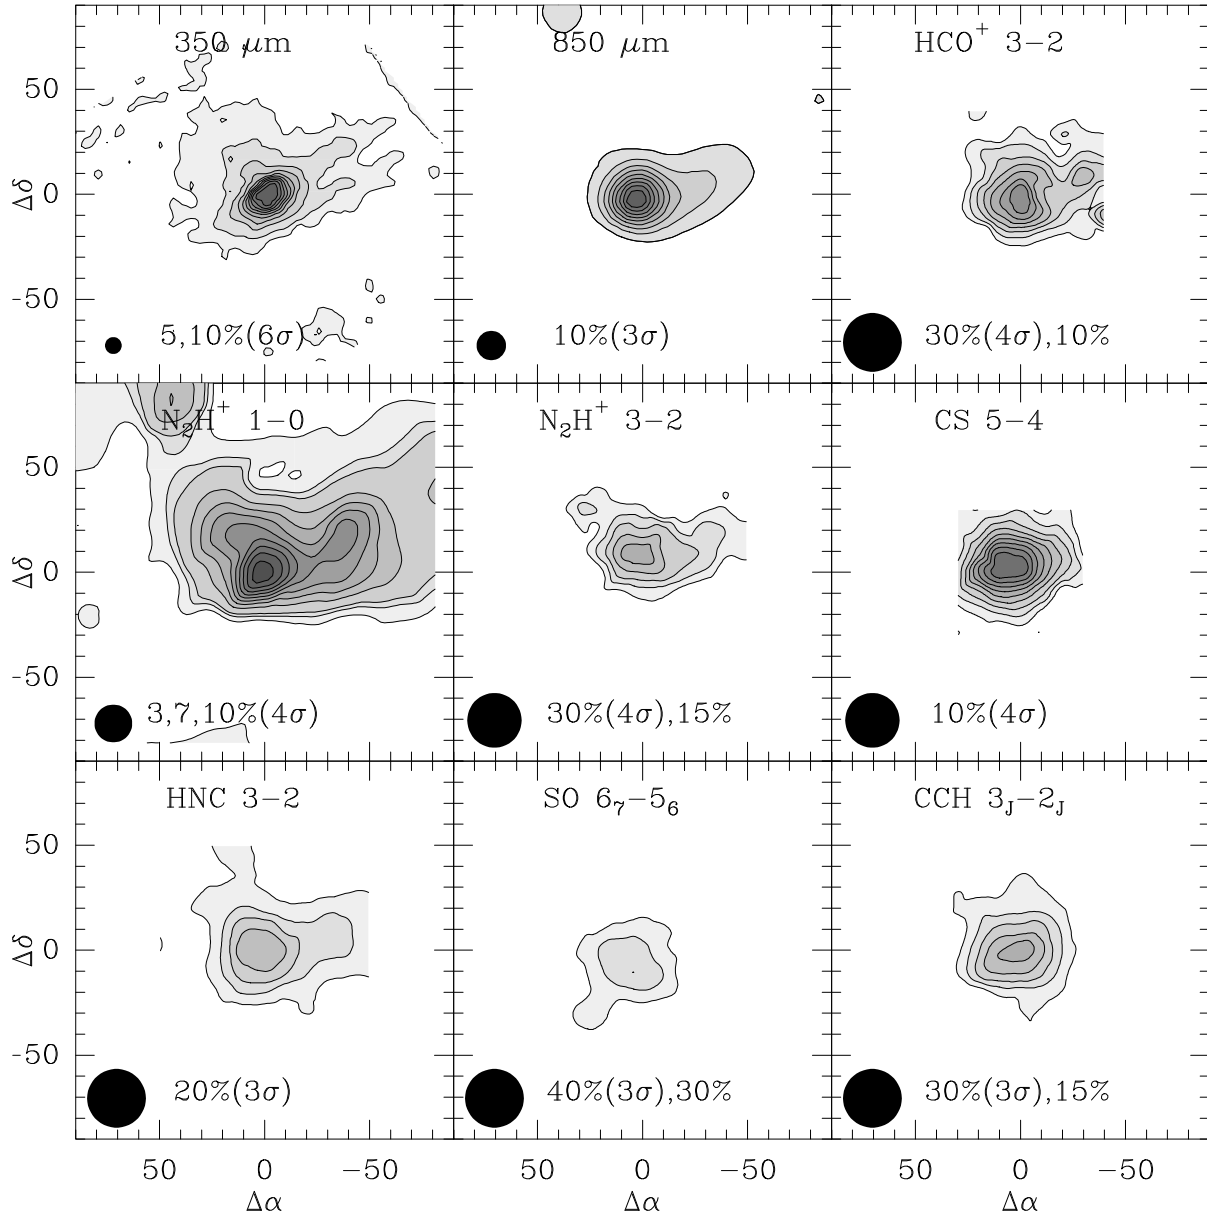 350 μm
850 μm
HCO+ 3−2
50
Δδ
0
-50
5,10%(6σ)
10%(3σ)
30%(4σ),10%
N2H+ 1−0
N2H+ 3−2
CS 5−4
50
Δδ
0
-50
3,7,10%(4σ)
30%(4σ),15%
10%(4σ)
HNC 3−2
SO 67−56
CCH 3J−2J
50
Δδ
0
-50
20%(3σ)
40%(3σ),30%
30%(3σ),15%
50 0 −50 50 0 −50 50 0 −50
Δα Δα Δα